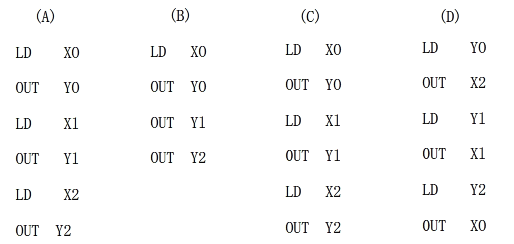 (A) (B) (C) (D)
LD X0 LD X0 LD X0 LD Y0
OUT Y0 OUT Y0 OUT Y0 OUT X2
LD X1 OUT Y1 LD X1 LD Y1
OUT Y1 OUT Y2 OUT Y1 OUT X1
LD X2 LD X2 LD Y2
OUT Y2 OUT Y2 OUT X0